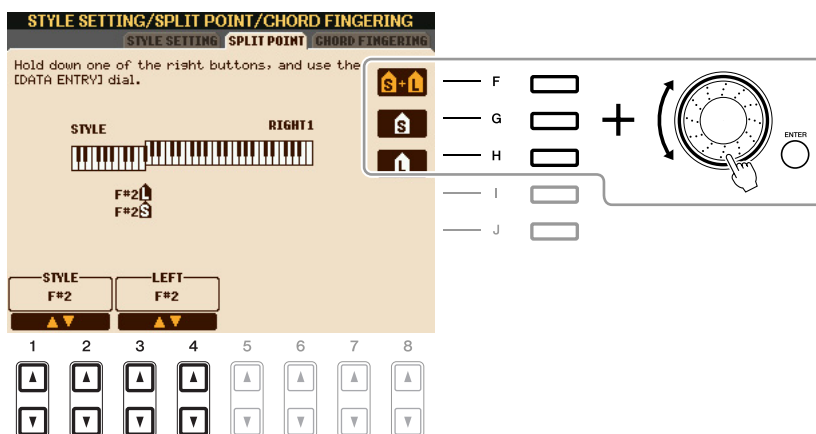 STYLE SETTING/SPLIT POINT/CHORD FINGERING
STYLE SETTING SPLIT POINT CHORD FINGERING
Hold down one of the right buttons, and use the
[DATA ENTRY] dial.
S+L
F
S
G
L
H
I
J
+
ENTER
STYLE RIGHT1
F#2 L
F#2 S
STYLE LEFT
F#2 F#2
1 2 3 4 5 6 7 8